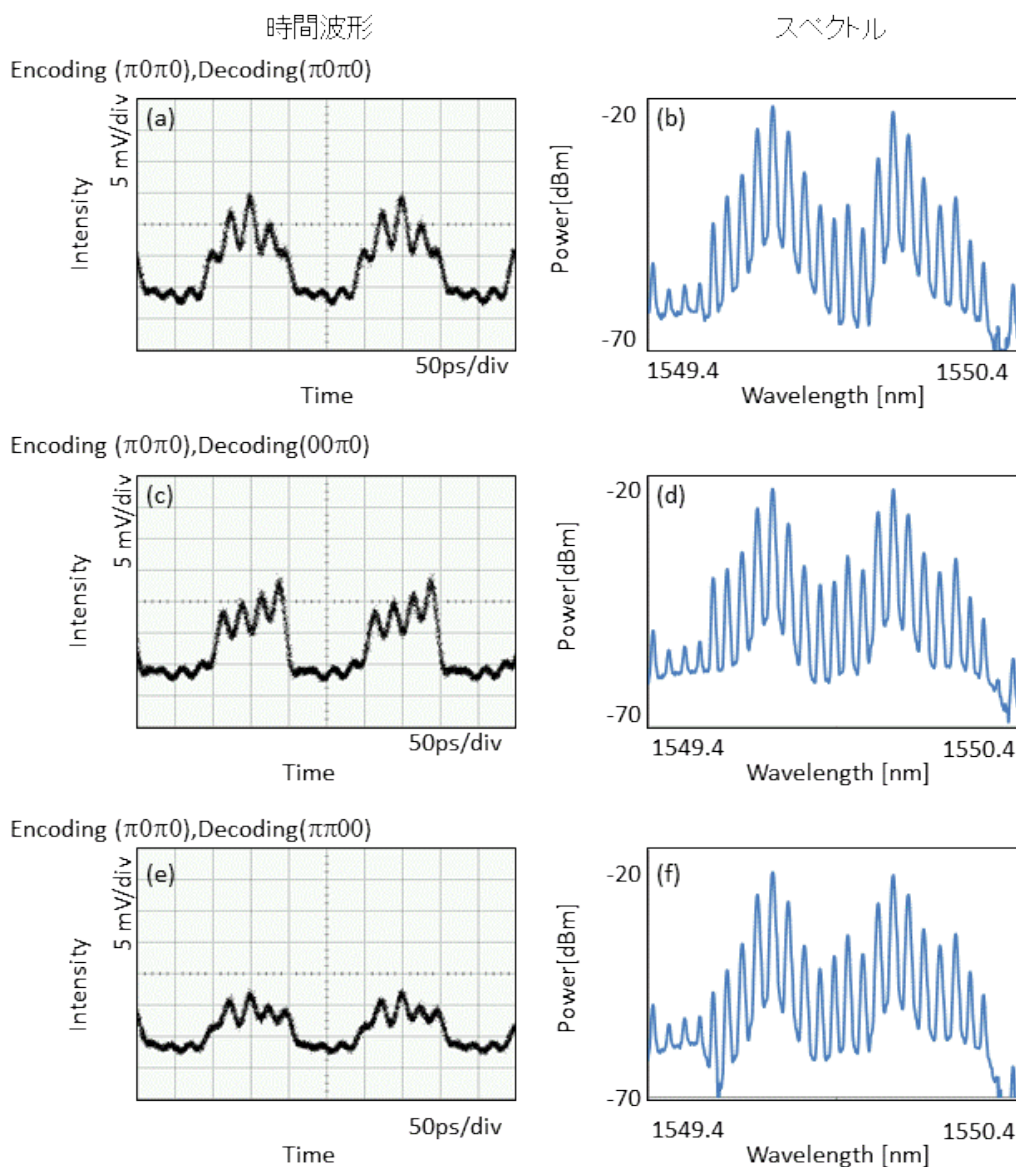 時間波形
スペクトル
Encoding (π0π0),Decoding(π0π0)
(a)
5 mV/div
Intensity
50ps/div
Time
(b)
-20
Power[dBm]
-70
1549.4
1550.4
Wavelength [nm]
Encoding (π0π0),Decoding(00π0)
(c)
5 mV/div
Intensity
50ps/div
Time
(d)
-20
Power[dBm]
-70
1549.4
1550.4
Wavelength [nm]
Encoding (π0π0),Decoding(ππ00)
(e)
5 mV/div
Intensity
50ps/div
Time
(f)
-20
Power[dBm]
-70
1549.4
1550.4
Wavelength [nm]